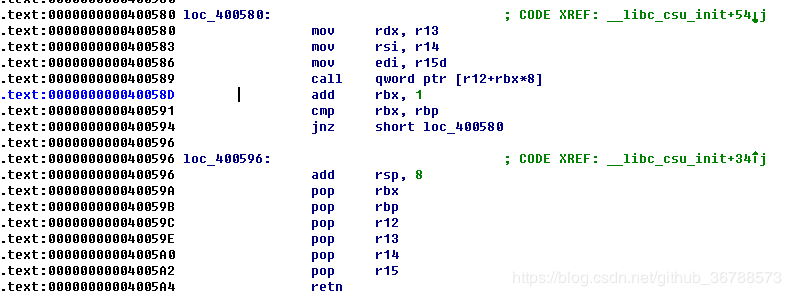 .text:0000000000400580
.text:0000000000400580 loc_400580: ; CODE XREF: __libc_csu_init+54↓j
.text:0000000000400580 mov rdx, r13
.text:0000000000400583 mov rsi, r14
.text:0000000000400586 mov edi, r15d
.text:0000000000400589 call qword ptr [r12+rbx*8]
.text:000000000040058D add rbx, 1
.text:0000000000400591 cmp rbx, rbp
.text:0000000000400594 jnz short loc_400580
.text:0000000000400596
.text:0000000000400596 loc_400596: ; CODE XREF: __libc_csu_init+34↑j
.text:0000000000400596 add rsp, 8
.text:000000000040059A pop rbx
.text:000000000040059B pop rbp
.text:000000000040059C pop r12
.text:000000000040059E pop r13
.text:00000000004005A0 pop r14
.text:00000000004005A2 pop r15
.text:00000000004005A4 retn
https://blog.csdn.net/github_36788573